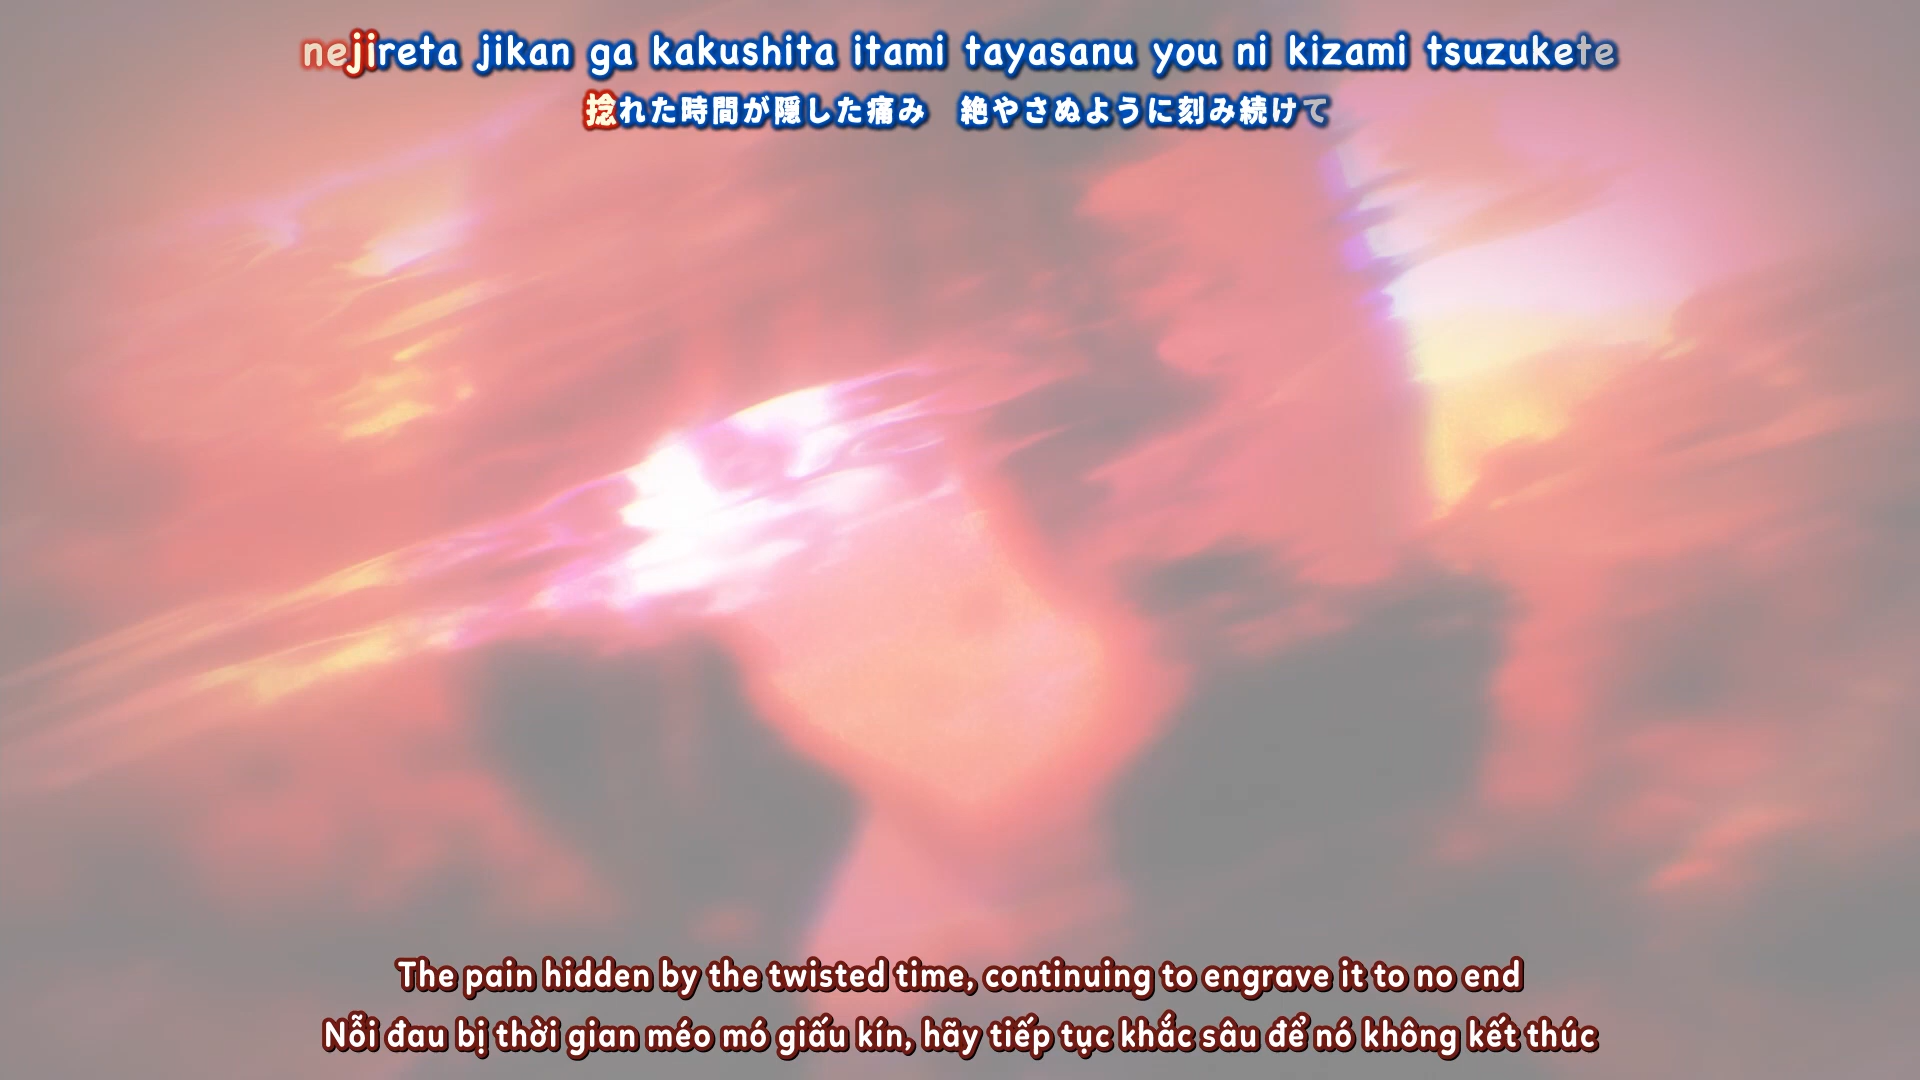 nejireta jikan ga kakushita itami tayasanu you ni kizami tsuzukete
捻れた時間が隠した痛み　絶やさぬように刻み続けて
The pain hidden by the twisted time, continuing to engrave it to no end
Nỗi đau bị thời gian méo mó giấu kín, hãy tiếp tục khắc sâu để nó không kết thúc